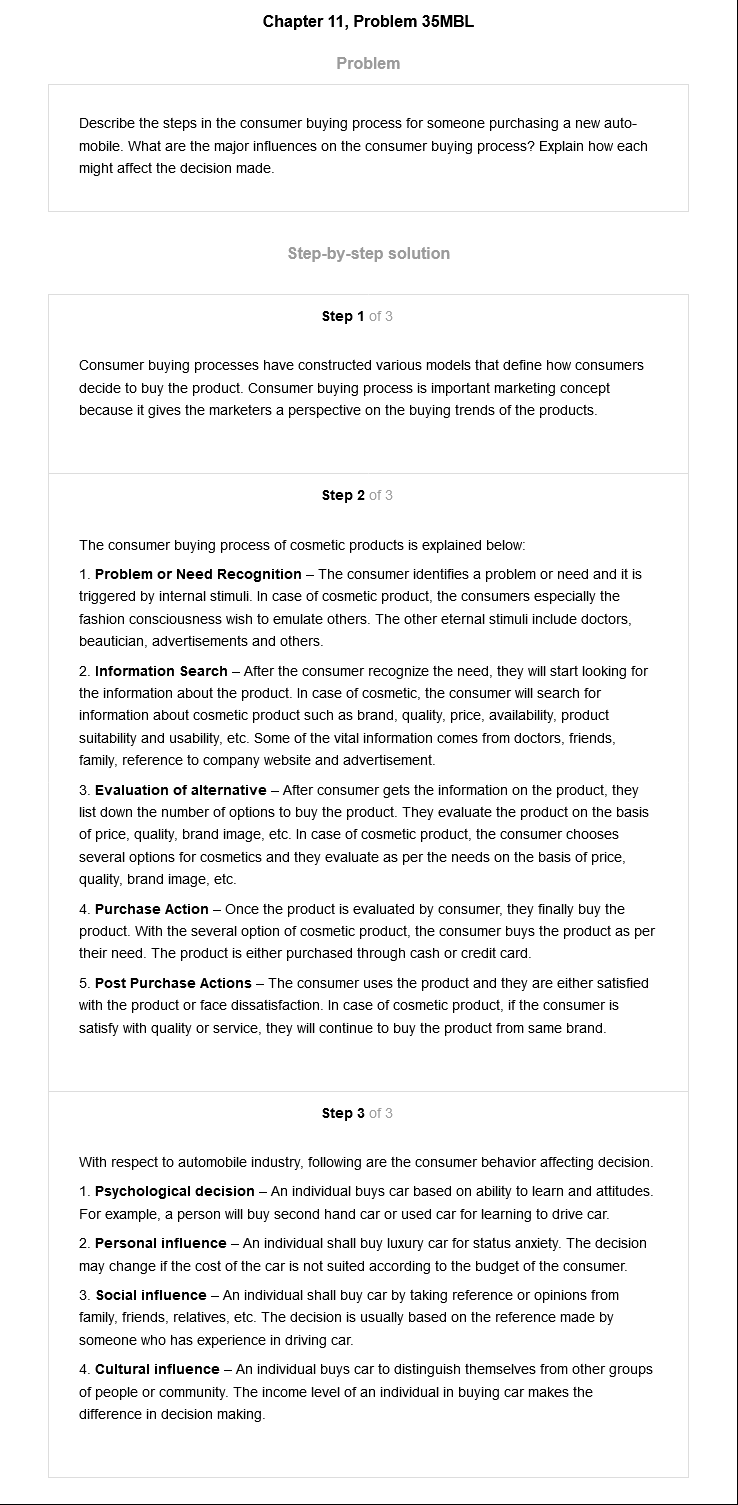 Chapter 11, Problem 35MBL
Problem
Describe the steps in the consumer buying process for someone purchasing a new auto-
mobile. What are the major influences on the consumer buying process? Explain how each
might affect the decision made.
Step-by-step solution
Step 1 of 3
Consumer buying processes have constructed various models that define how consumers
decide to buy the product. Consumer buying process is important marketing concept
because it gives the marketers a perspective on the buying trends of the products.
Step 2 of 3
The consumer buying process of cosmetic products is explained below:
1. Problem or Need Recognition – The consumer identifies a problem or need and it is
triggered by internal stimuli. In case of cosmetic product, the consumers especially the
fashion consciousness wish to emulate others. The other eternal stimuli include doctors,
beautician, advertisements and others.
2. Information Search – After the consumer recognize the need, they will start looking for
the information about the product. In case of cosmetic, the consumer will search for
information about cosmetic product such as brand, quality, price, availability, product
suitability and usability, etc. Some of the vital information comes from doctors, friends,
family, reference to company website and advertisement.
3. Evaluation of alternative – After consumer gets the information on the product, they
list down the number of options to buy the product. They evaluate the product on the basis
of price, quality, brand image, etc. In case of cosmetic product, the consumer chooses
several options for cosmetics and they evaluate as per the needs on the basis of price,
quality, brand image, etc.
4. Purchase Action – Once the product is evaluated by consumer, they finally buy the
product. With the several option of cosmetic product, the consumer buys the product as per
their need. The product is either purchased through cash or credit card.
5. Post Purchase Actions – The consumer uses the product and they are either satisfied
with the product or face dissatisfaction. In case of cosmetic product, if the consumer is
satisfy with quality or service, they will continue to buy the product from same brand.
Step 3 of 3
With respect to automobile industry, following are the consumer behavior affecting decision.
1. Psychological decision – An individual buys car based on ability to learn and attitudes.
For example, a person will buy second hand car or used car for learning to drive car.
2. Personal influence – An individual shall buy luxury car for status anxiety. The decision
may change if the cost of the car is not suited according to the budget of the consumer.
3. Social influence – An individual shall buy car by taking reference or opinions from
family, friends, relatives, etc. The decision is usually based on the reference made by
someone who has experience in driving car.
4. Cultural influence – An individual buys car to distinguish themselves from other groups
of people or community. The income level of an individual in buying car makes the
difference in decision making.